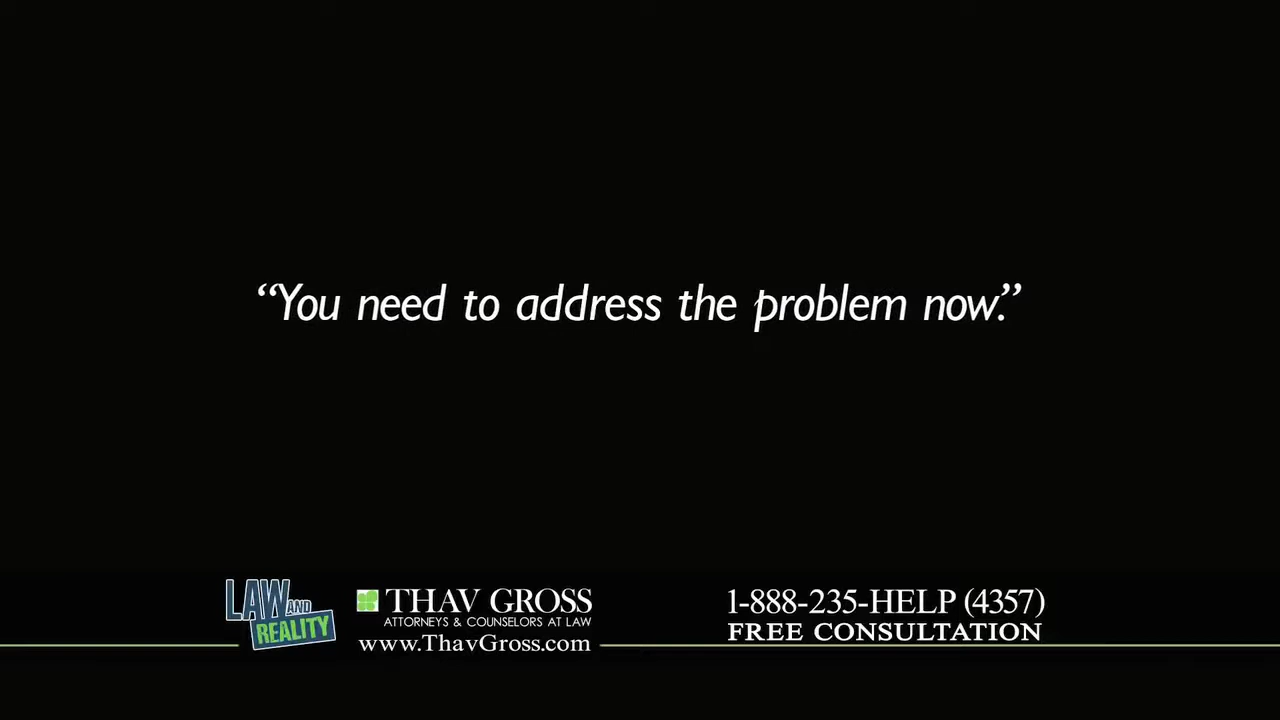 “You need to address the problem now.”
LAW AND REALITY
THAV GROSS
ATTORNEYS & COUNSELORS AT LAW
www.ThavGross.com
1-888-235-HELP (4357)
FREE CONSULTATION